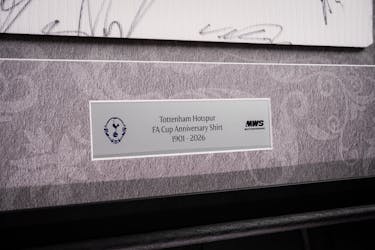 Tottenham Hotspur
FA Cup Anniversary Shirt
1901 - 2026
MWS